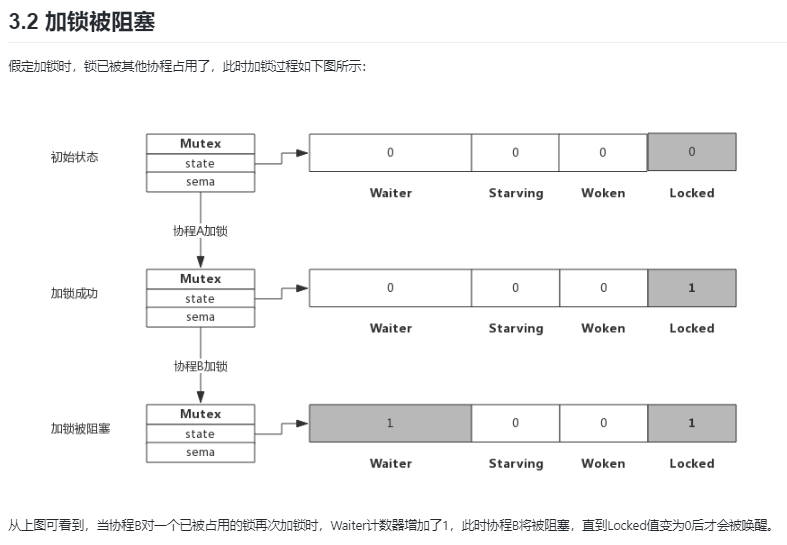 3.2 加锁被阻塞
假定加锁时，锁已被其他协程占用了，此时加锁过程如下图所示：
初始状态
Mutex
state
sema
0 0 0 0
Waiter Starving Woken Locked
协程A加锁
加锁成功
Mutex
state
sema
0 0 0 1
Waiter Starving Woken Locked
协程B加锁
加锁被阻塞
Mutex
state
sema
1 0 0 1
Waiter Starving Woken Locked
从上图可看到，当协程B对一个已被占用的锁再次加锁时，Waiter计数器增加了1，此时协程B将被阻塞，直到Locked值变为0后才会被唤醒。